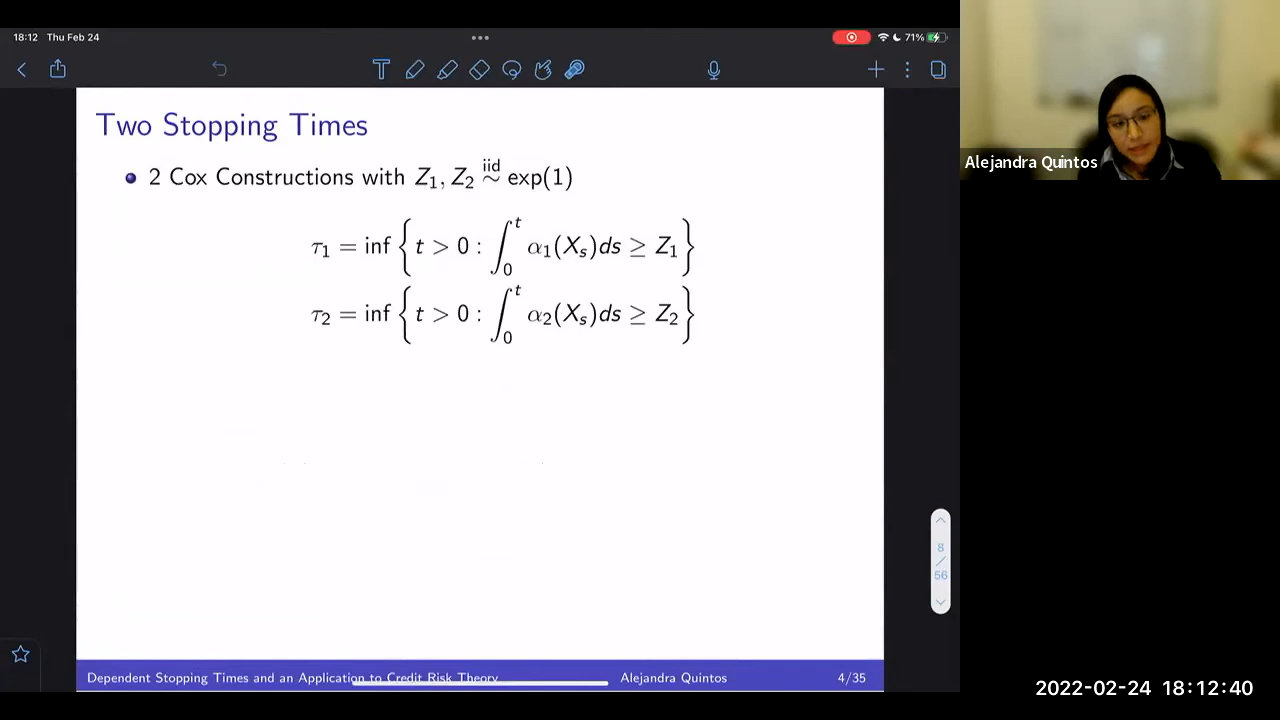 18:12 Thu Feb 24
71%
Two Stopping Times
2 Cox Constructions with Z₁, Z₂ iid ~ exp(1)
τ₁ = inf { t > 0 : ∫₀ᵗ α₁(Xₛ)ds ≥ Z₁ }
τ₂ = inf { t > 0 : ∫₀ᵗ α₂(Xₛ)ds ≥ Z₂ }
Alejandra Quintos
8
/
56
Dependent Stopping Times and an Application to Credit Risk Theory Alejandra Quintos 4/35
2022-02-24 18:12:40